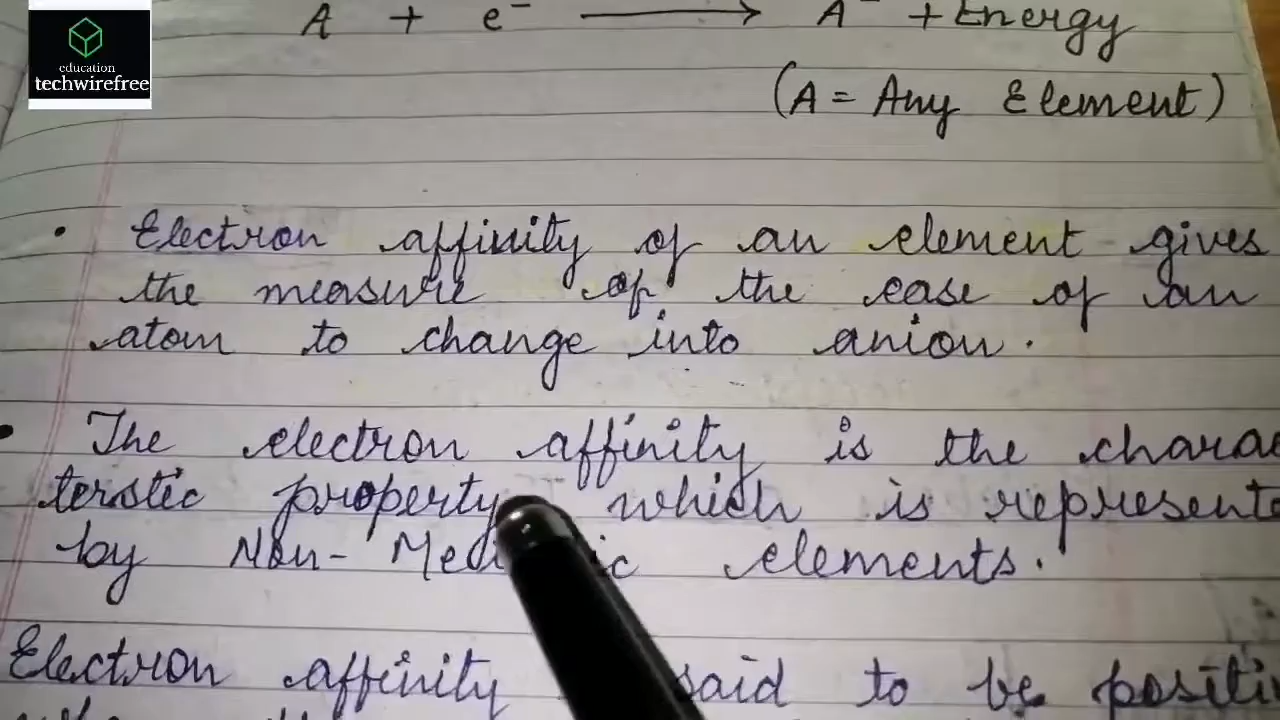 education
techwirefree
A + e⁻ ⟶ A⁻ + Energy
(A = Any Element)
• Electron affinity of an element gives
the measure of the ease of an
atom to change into anion.
• The electron affinity is the charac
teristic property which is represente
by Non-
elements.
Electron affinity said to be positi